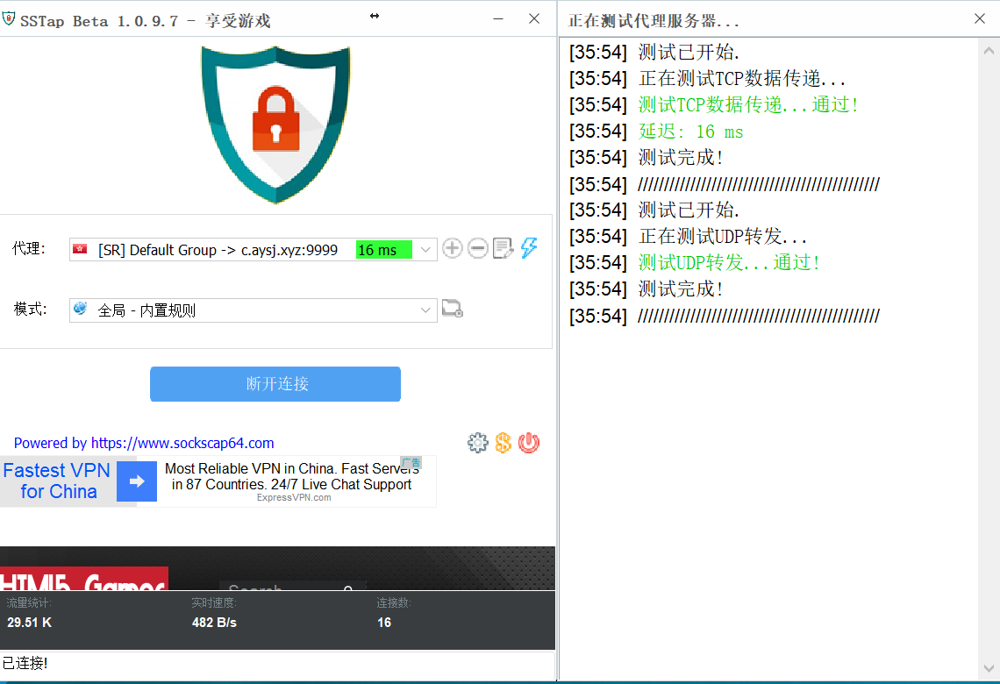 SSTap Beta 1.0.9.7 - 享受游戏
代理:
[SR] Default Group -> c.aysj.xyz:9999
16 ms
模式:
全局 - 内置规则
断开连接
Powered by https://www.sockscap64.com
Fastest VPN
for China
Most Reliable VPN in China. Fast Servers
in 87 Countries. 24/7 Live Chat Support
ExpressVPN.com
广告
HTML5 Games
Search
流量统计:
29.51 K
实时速度:
482 B/s
连接数:
16
已连接!
正在测试代理服务器...
[35:54] 测试已开始.
[35:54] 正在测试TCP数据传递...
[35:54] 测试TCP数据传递...通过!
[35:54] 延迟: 16 ms
[35:54] 测试完成!
[35:54] //////////////////////////////////////////////
[35:54] 测试已开始.
[35:54] 正在测试UDP转发...
[35:54] 测试UDP转发...通过!
[35:54] 测试完成!
[35:54] //////////////////////////////////////////////